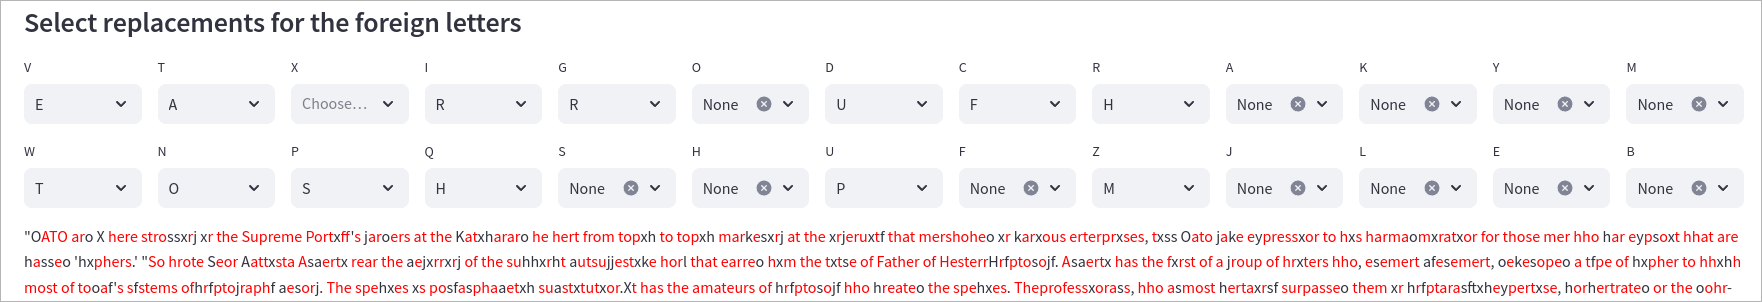 Select replacements for the foreign letters
V T X I G O D C R A K Y M
E A Choose... R R None U F H None None None None
W N P Q S H U F Z J L E B
T O S H None None P None M None None None None
"OATO aro X here strossxrj xr the Supreme Portxff's jaroers at the Katxhararo he hert from topxh to topxh markesxrj at the xrjeruxtf that mershoheo xr karxous erterprxses, txss Oato jake eypressxor to hxs harmaomxratxor for those mer hho har eypsoxt hhat are
hasseo 'hxphers.' "So hrote Seor Aattxsta Asaertx rear the aejxrrxrj of the suhhxrht autsujjestxke horl that earreo hxm the txtse of Father of HesterrHrfptosojf. Asaertx has the fxrst of a jroup of hrxters hho, esemert afesemert, oekesopeo a tfpe of hxpher to hhxhh
most of tooaf's sfstems ofhrfptojraphf aesorj. The spehxes xs posfasphaaetxh suastxtutxor.Xt has the amateurs of hrfptosojf hho hreateo the spehxes. Theprofessxorass, hho asmost hertaxrsf surpasseo them xr hrfptarasftxheypertxse, horhertrateo or the oohr-